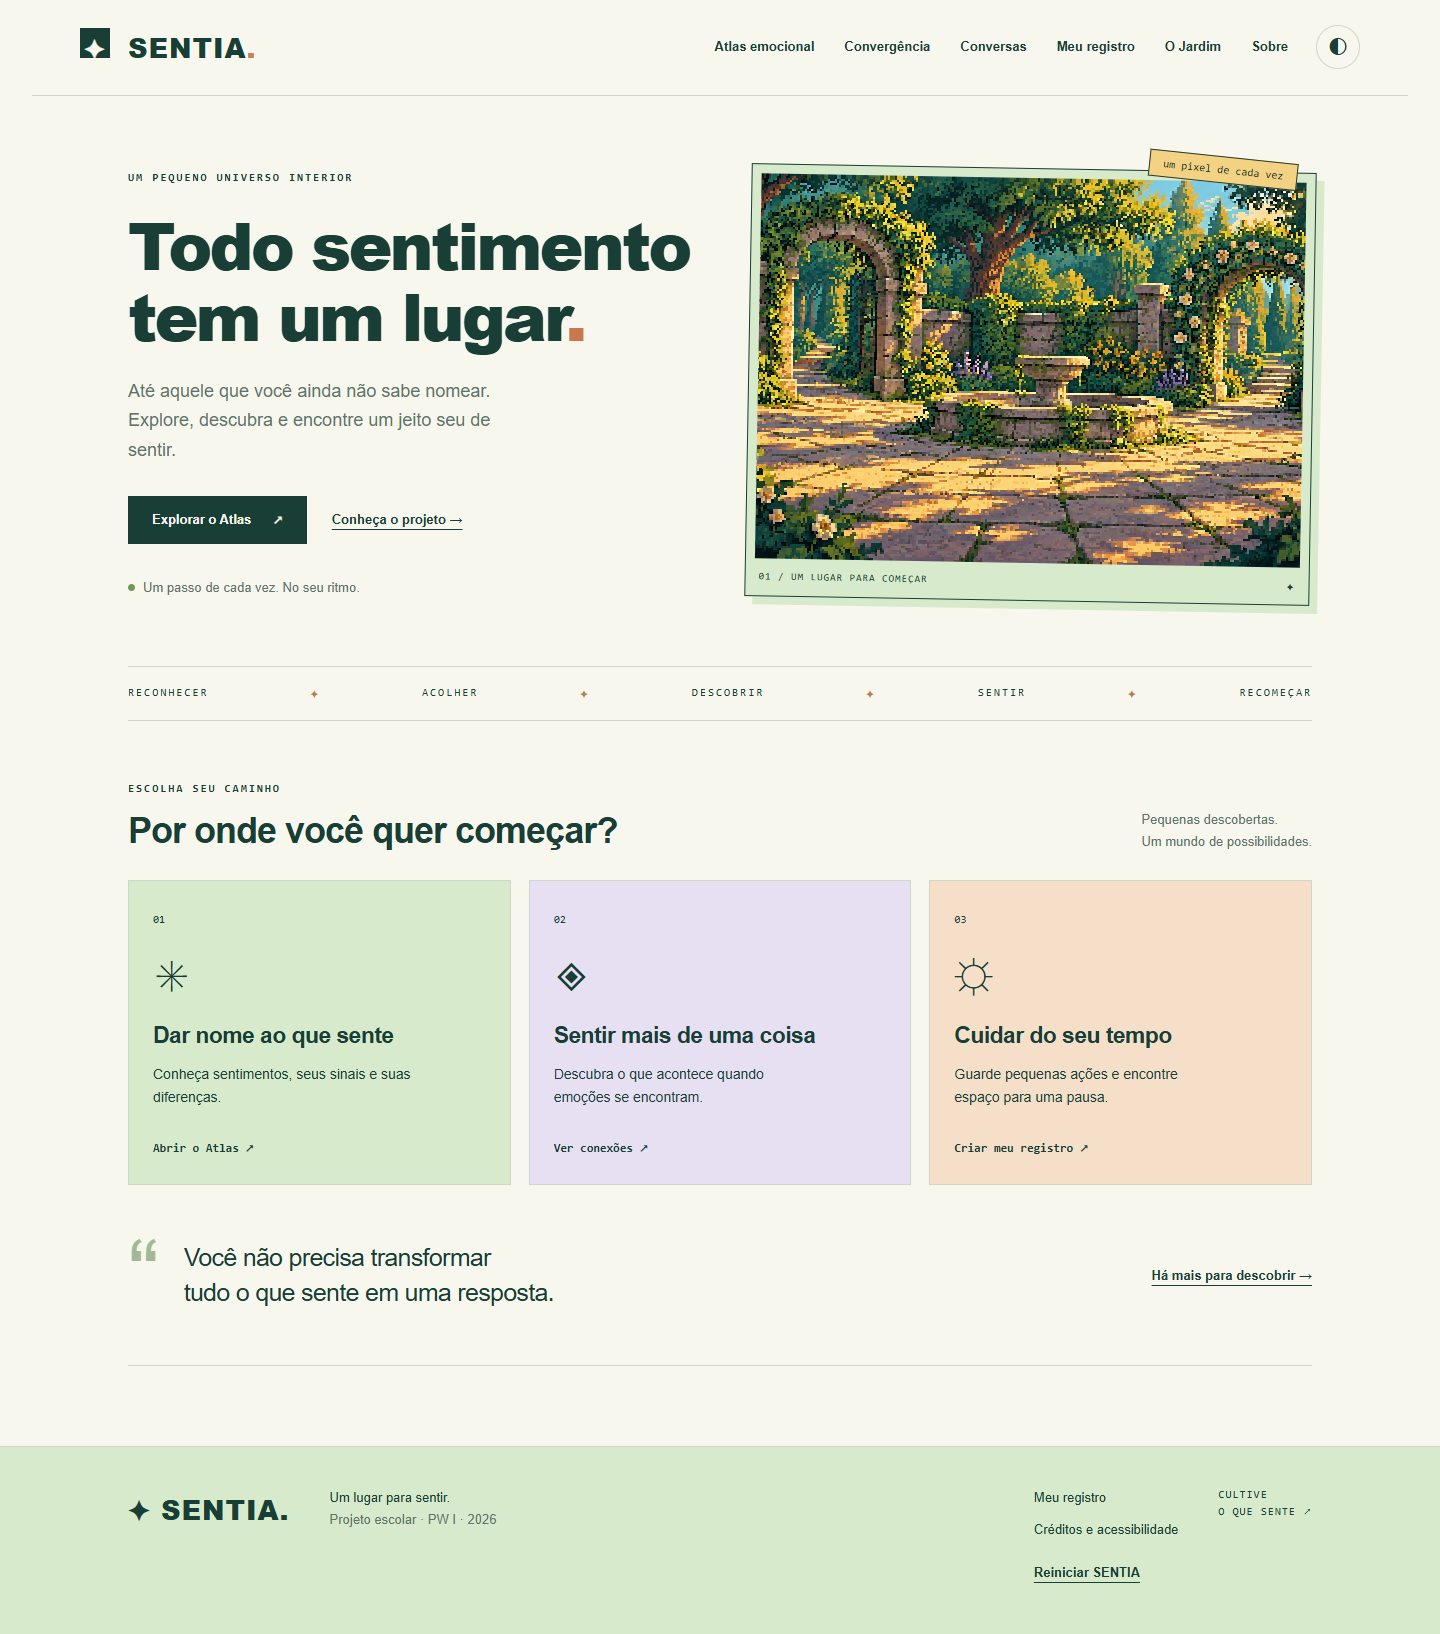 SENTIA.
Atlas emocional
Convergência
Conversas
Meu registro
O Jardim
Sobre
UM PEQUENO UNIVERSO INTERIOR
Todo sentimento
tem um lugar.
Até aquele que você ainda não sabe nomear.
Explore, descubra e encontre um jeito seu de
sentir.
Explorar o Atlas ↗
Conheça o projeto →
Um passo de cada vez. No seu ritmo.
um pixel de cada vez
01 / UM LUGAR PARA COMEÇAR
RECONHECER ✦ ACOLHER ✦ DESCOBRIR ✦ SENTIR ✦ RECOMEÇAR
ESCOLHA SEU CAMINHO
Por onde você quer começar?
Pequenas descobertas.
Um mundo de possibilidades.
01
Dar nome ao que sente
Conheça sentimentos, seus sinais e suas
diferenças.
Abrir o Atlas ↗
02
Sentir mais de uma coisa
Descubra o que acontece quando
emoções se encontram.
Ver conexões ↗
03
Cuidar do seu tempo
Guarde pequenas ações e encontre
espaço para uma pausa.
Criar meu registro ↗
“
Você não precisa transformar
tudo o que sente em uma resposta.
Há mais para descobrir →
✦ SENTIA.
Um lugar para sentir.
Projeto escolar · PW I · 2026
Meu registro
Créditos e acessibilidade
Reiniciar SENTIA
CULTIVE
O QUE SENTE ↗